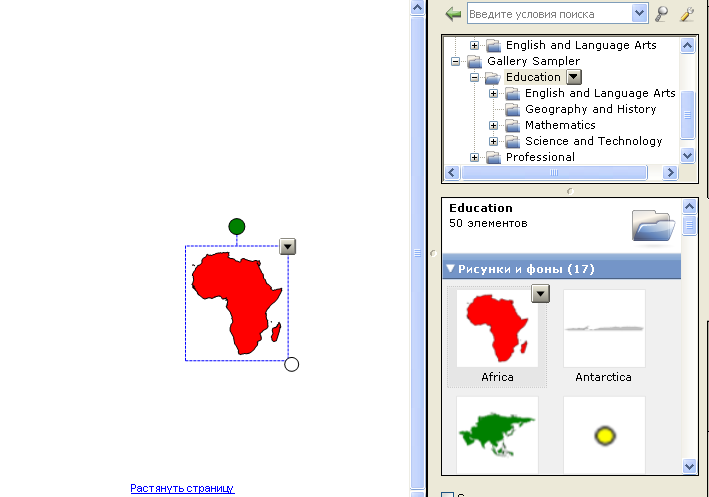 Введите условия поиска
English and Language Arts
Gallery Sampler
Education
English and Language Arts
Geography and History
Mathematics
Science and Technology
Professional
Education
50 элементов
Рисунки и фоны (17)
Africa
Antarctica
Растянуть страницу